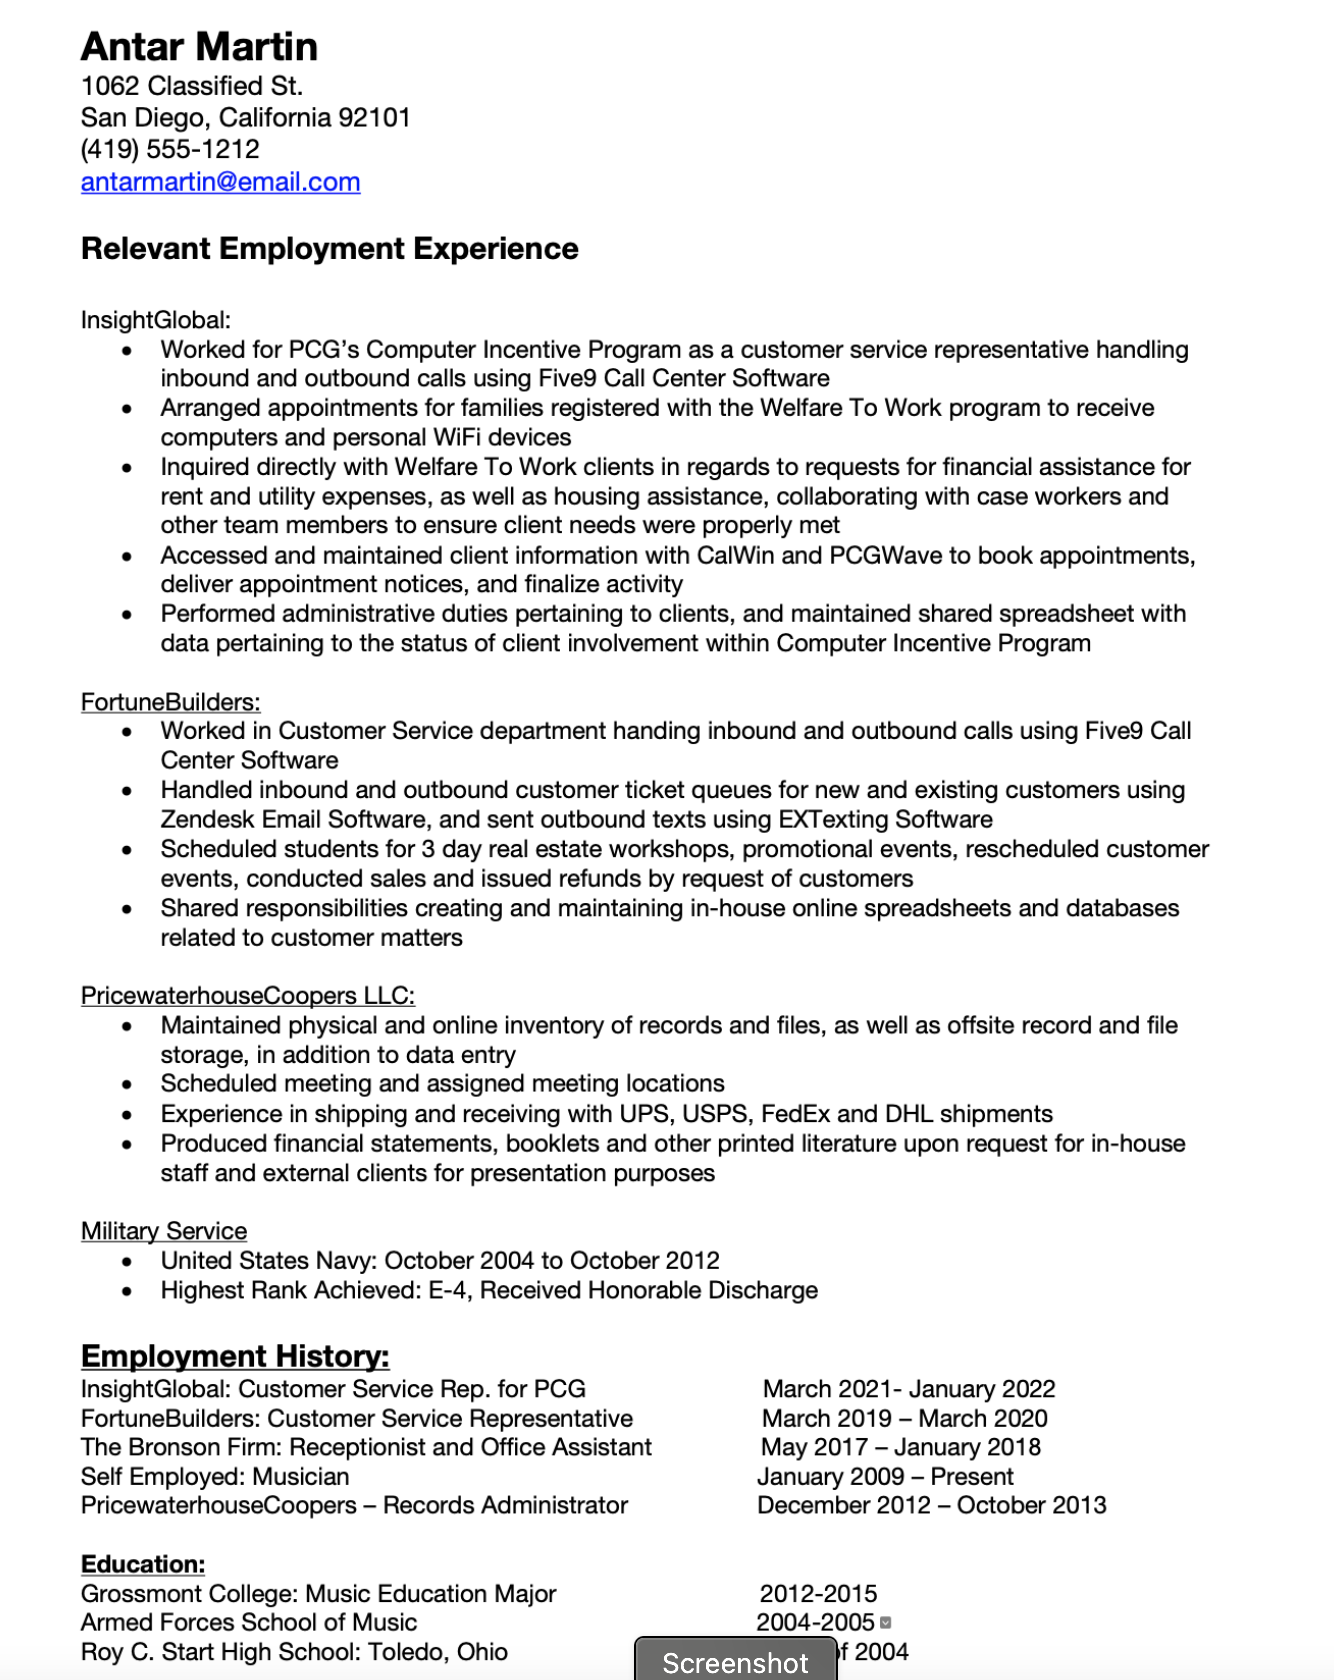 Antar Martin
1062 Classified St.
San Diego, California 92101
(419) 555-1212
antarmartin@email.com
Relevant Employment Experience
InsightGlobal:
• Worked for PCG’s Computer Incentive Program as a customer service representative handling
inbound and outbound calls using Five9 Call Center Software
• Arranged appointments for families registered with the Welfare To Work program to receive
computers and personal WiFi devices
• Inquired directly with Welfare To Work clients in regards to requests for financial assistance for
rent and utility expenses, as well as housing assistance, collaborating with case workers and
other team members to ensure client needs were properly met
• Accessed and maintained client information with CalWin and PCGWave to book appointments,
deliver appointment notices, and finalize activity
• Performed administrative duties pertaining to clients, and maintained shared spreadsheet with
data pertaining to the status of client involvement within Computer Incentive Program
FortuneBuilders:
• Worked in Customer Service department handing inbound and outbound calls using Five9 Call
Center Software
• Handled inbound and outbound customer ticket queues for new and existing customers using
Zendesk Email Software, and sent outbound texts using EXTexting Software
• Scheduled students for 3 day real estate workshops, promotional events, rescheduled customer
events, conducted sales and issued refunds by request of customers
• Shared responsibilities creating and maintaining in-house online spreadsheets and databases
related to customer matters
PricewaterhouseCoopers LLC:
• Maintained physical and online inventory of records and files, as well as offsite record and file
storage, in addition to data entry
• Scheduled meeting and assigned meeting locations
• Experience in shipping and receiving with UPS, USPS, FedEx and DHL shipments
• Produced financial statements, booklets and other printed literature upon request for in-house
staff and external clients for presentation purposes
Military Service
• United States Navy: October 2004 to October 2012
• Highest Rank Achieved: E-4, Received Honorable Discharge
Employment History:
InsightGlobal: Customer Service Rep. for PCG March 2021- January 2022
FortuneBuilders: Customer Service Representative March 2019 – March 2020
The Bronson Firm: Receptionist and Office Assistant May 2017 – January 2018
Self Employed: Musician January 2009 – Present
PricewaterhouseCoopers – Records Administrator December 2012 – October 2013
Education:
Grossmont College: Music Education Major 2012-2015
Armed Forces School of Music 2004-2005
Roy C. Start High School: Toledo, Ohio 2004
Screenshot